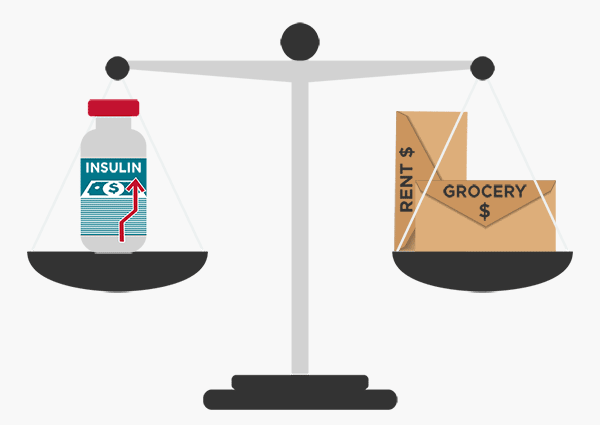 INSULIN
$
RENT $
GROCERY
$